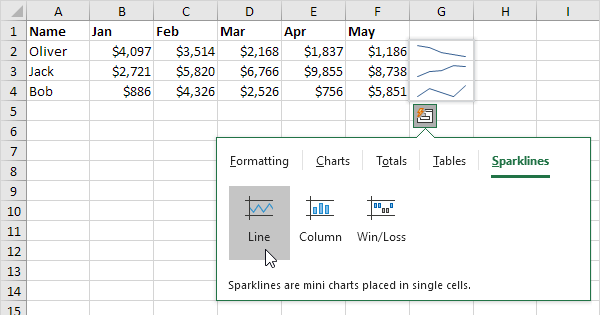 A B C D E F G H I
1 Name Jan Feb Mar Apr May
2 Oliver $4,097 $3,514 $2,168 $1,837 $1,186
3 Jack $2,721 $5,820 $6,766 $9,855 $8,738
4 Bob $886 $4,326 $2,526 $756 $5,851
5
6
7
8
9
10
11
12
13
14
15
Formatting Charts Totals Tables Sparklines
Line Column Win/Loss
Sparklines are mini charts placed in single cells.